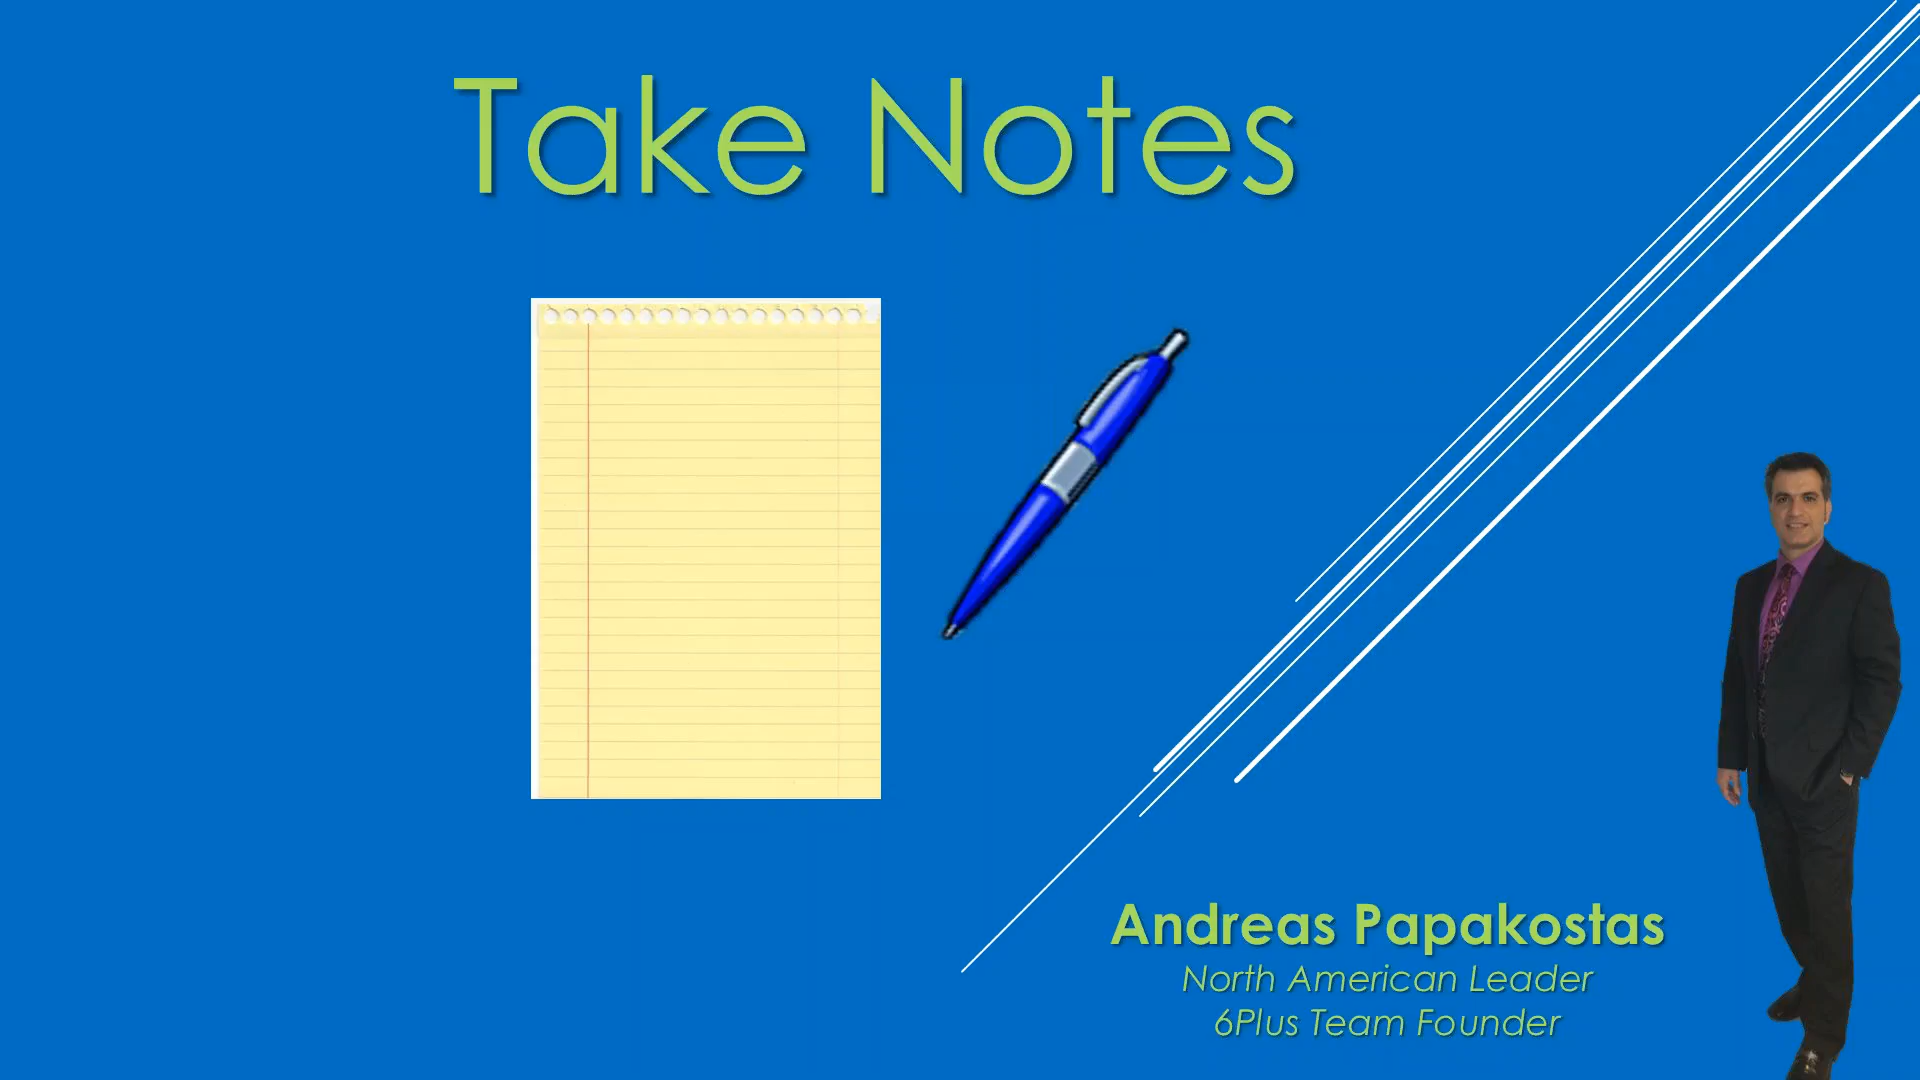 Take Notes
Andreas Papakostas
North American Leader
6Plus Team Founder